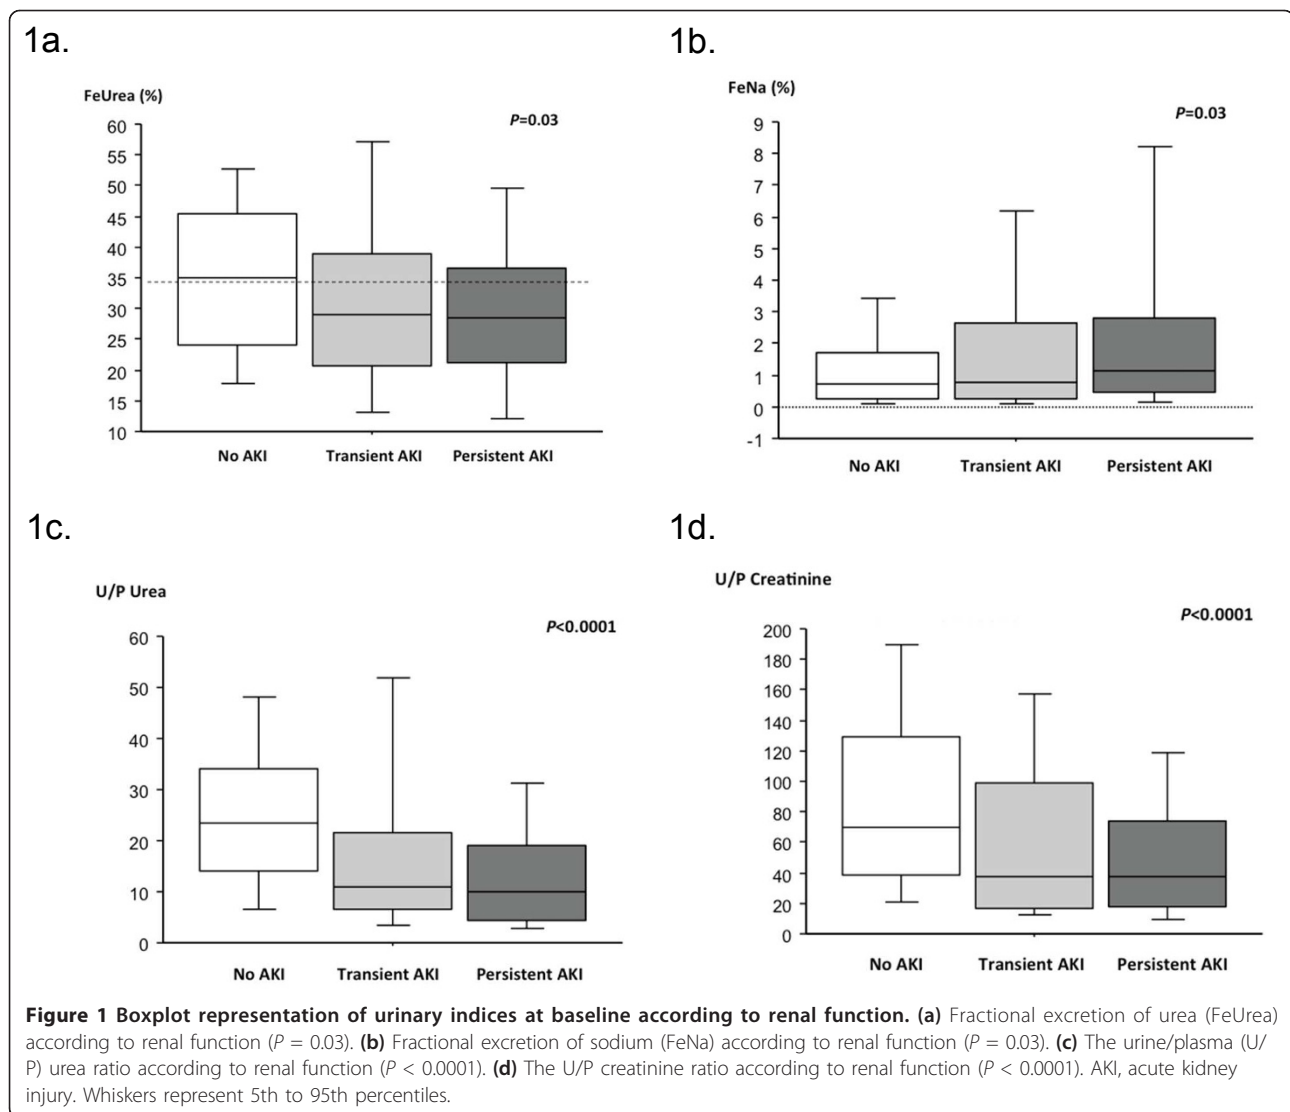 1a.
FeUrea (%)
P=0.03
60
55
50
45
40
35
30
25
20
15
10
No AKI
Transient AKI
Persistent AKI
1b.
FeNa (%)
P=0.03
9
8
7
6
5
4
3
2
1
0
-1
No AKI
Transient AKI
Persistent AKI
1c.
U/P Urea
P<0.0001
60
50
40
30
20
10
0
No AKI
Transient AKI
Persistent AKI
1d.
U/P Creatinine
P<0.0001
200
180
160
140
120
100
80
60
40
20
0
No AKI
Transient AKI
Persistent AKI
Figure 1 Boxplot representation of urinary indices at baseline according to renal function. (a) Fractional excretion of urea (FeUrea)
according to renal function (P = 0.03). (b) Fractional excretion of sodium (FeNa) according to renal function (P = 0.03). (c) The urine/plasma (U/
P) urea ratio according to renal function (P < 0.0001). (d) The U/P creatinine ratio according to renal function (P < 0.0001). AKI, acute kidney
injury. Whiskers represent 5th to 95th percentiles.